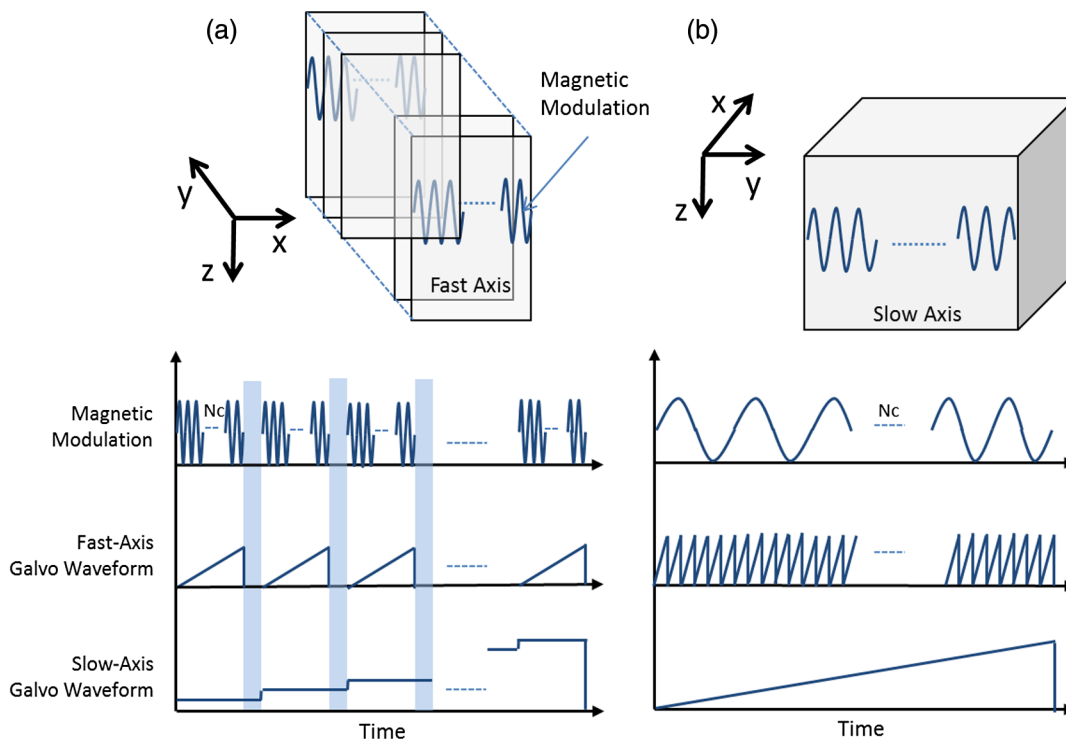 (a)
(b)
Magnetic
Modulation
y
x
z
Fast Axis
x
y
z
Slow Axis
Magnetic
Modulation
Nc
Nc
Fast-Axis
Galvo Waveform
Slow-Axis
Galvo Waveform
Time
Time